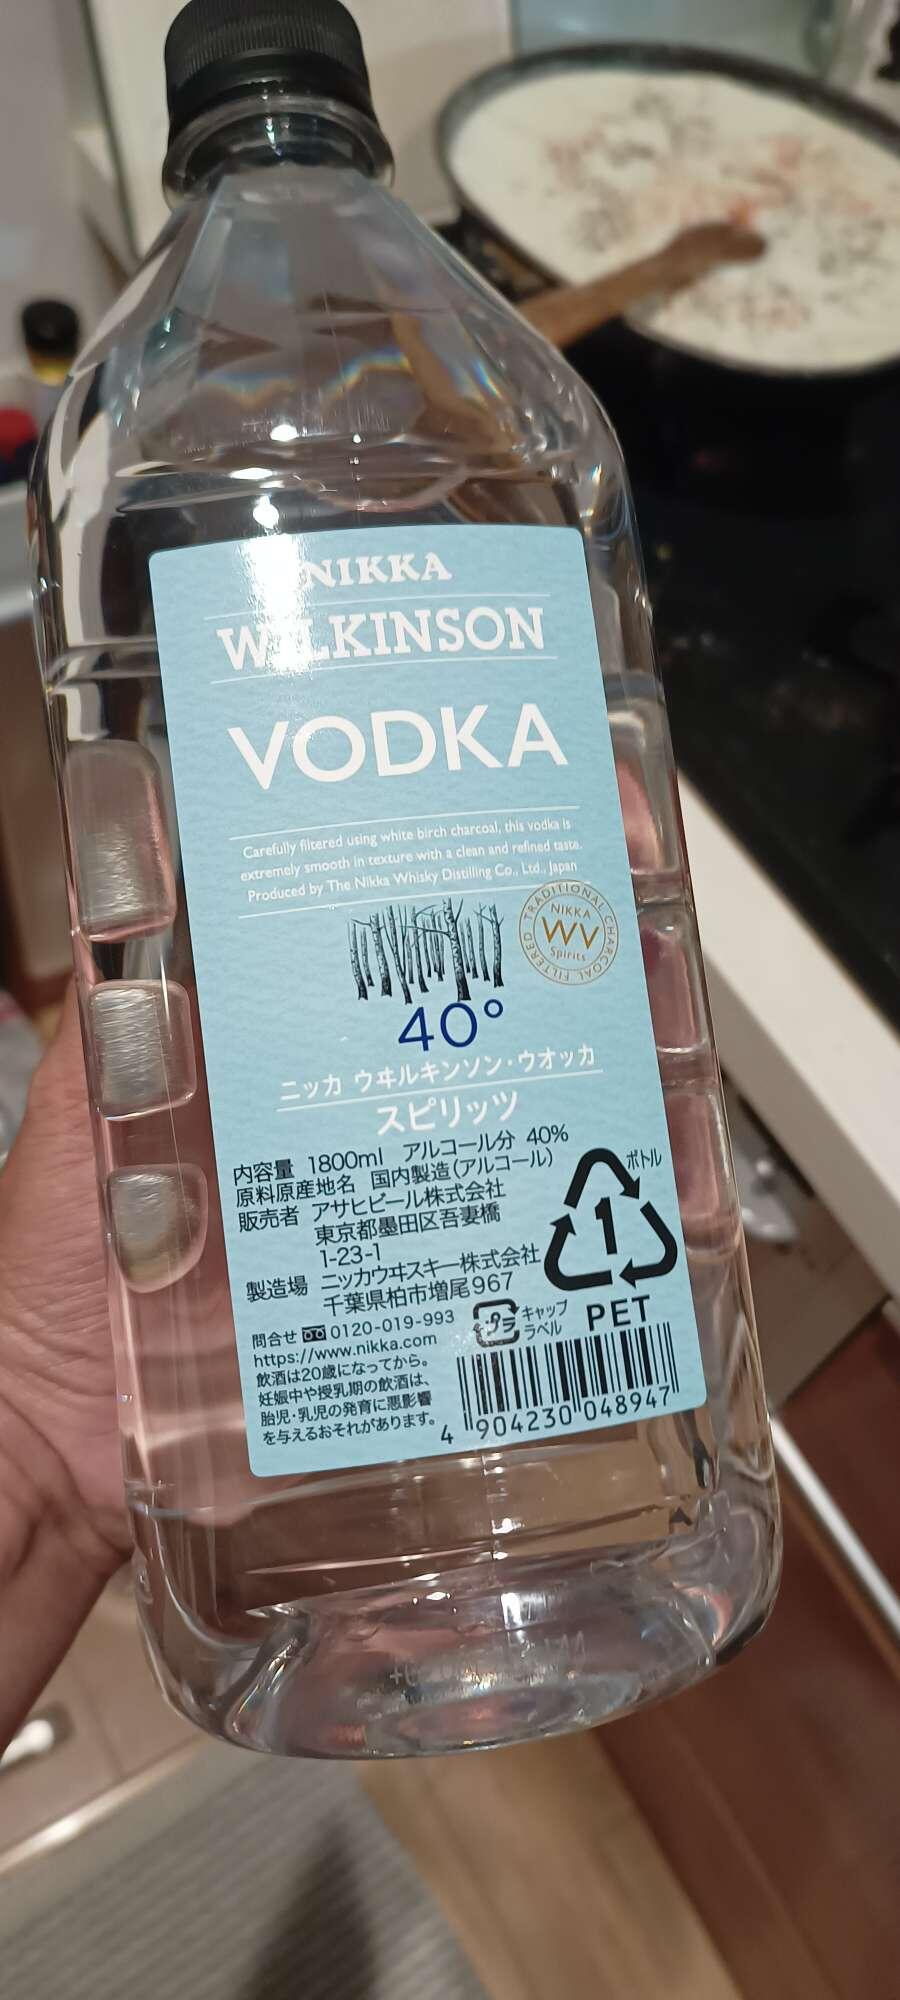 NIKKA
WILKINSON
VODKA
Carefully filtered using white birch charcoal, this vodka is
extremely smooth in texture with a clean and refined taste.
Produced by The Nikka Whisky Distilling Co., Ltd., Japan
TRADITIONAL CHARCOAL FILTERED
NIKKA
WV
Spirits
40°
ニッカ ウヰルキンソン・ウオッカ
スピリッツ
内容量 1800ml アルコール分 40%
原料原産地名 国内製造(アルコール)
販売者 アサヒビール株式会社
東京都墨田区吾妻橋
1-23-1
製造場 ニッカウヰスキー株式会社
千葉県柏市増尾967
ボトル
1
PET
問合せ 0120-019-993
https://www.nikka.com
プラ
キャップ
ラベル
飲酒は20歳になってから。
妊娠中や授乳期の飲酒は、
胎児・乳児の発育に悪影響
を与えるおそれがあります。
4 904230 048947